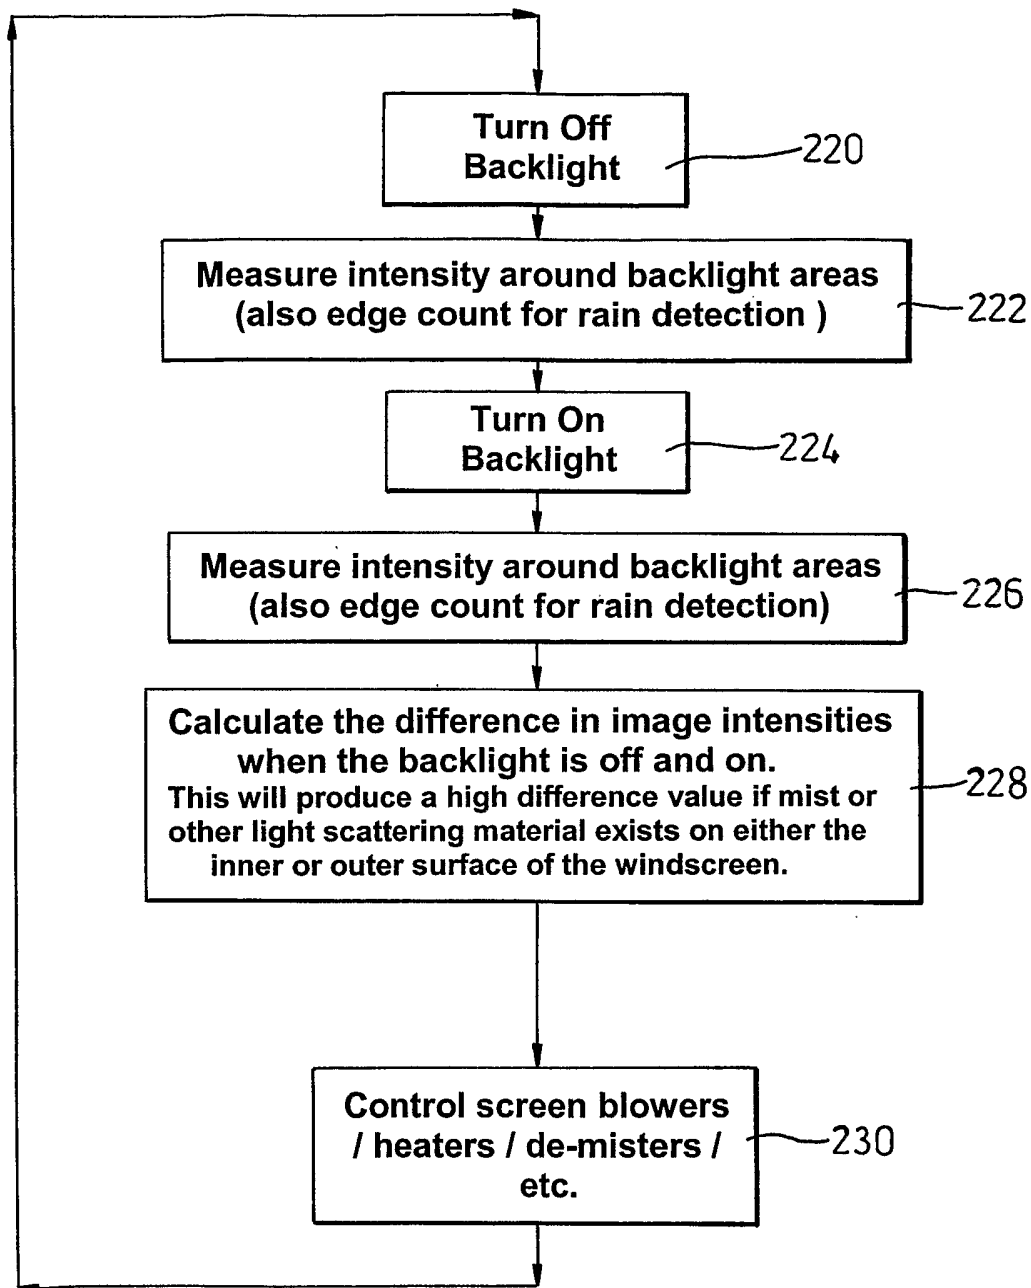 Turn Off
Backlight
220
Measure intensity around backlight areas
(also edge count for rain detection )
222
Turn On
Backlight
224
Measure intensity around backlight areas
(also edge count for rain detection)
226
Calculate the difference in image intensities
when the backlight is off and on.
This will produce a high difference value if mist or
other light scattering material exists on either the
inner or outer surface of the windscreen.
228
Control screen blowers
/ heaters / de-misters /
etc.
230